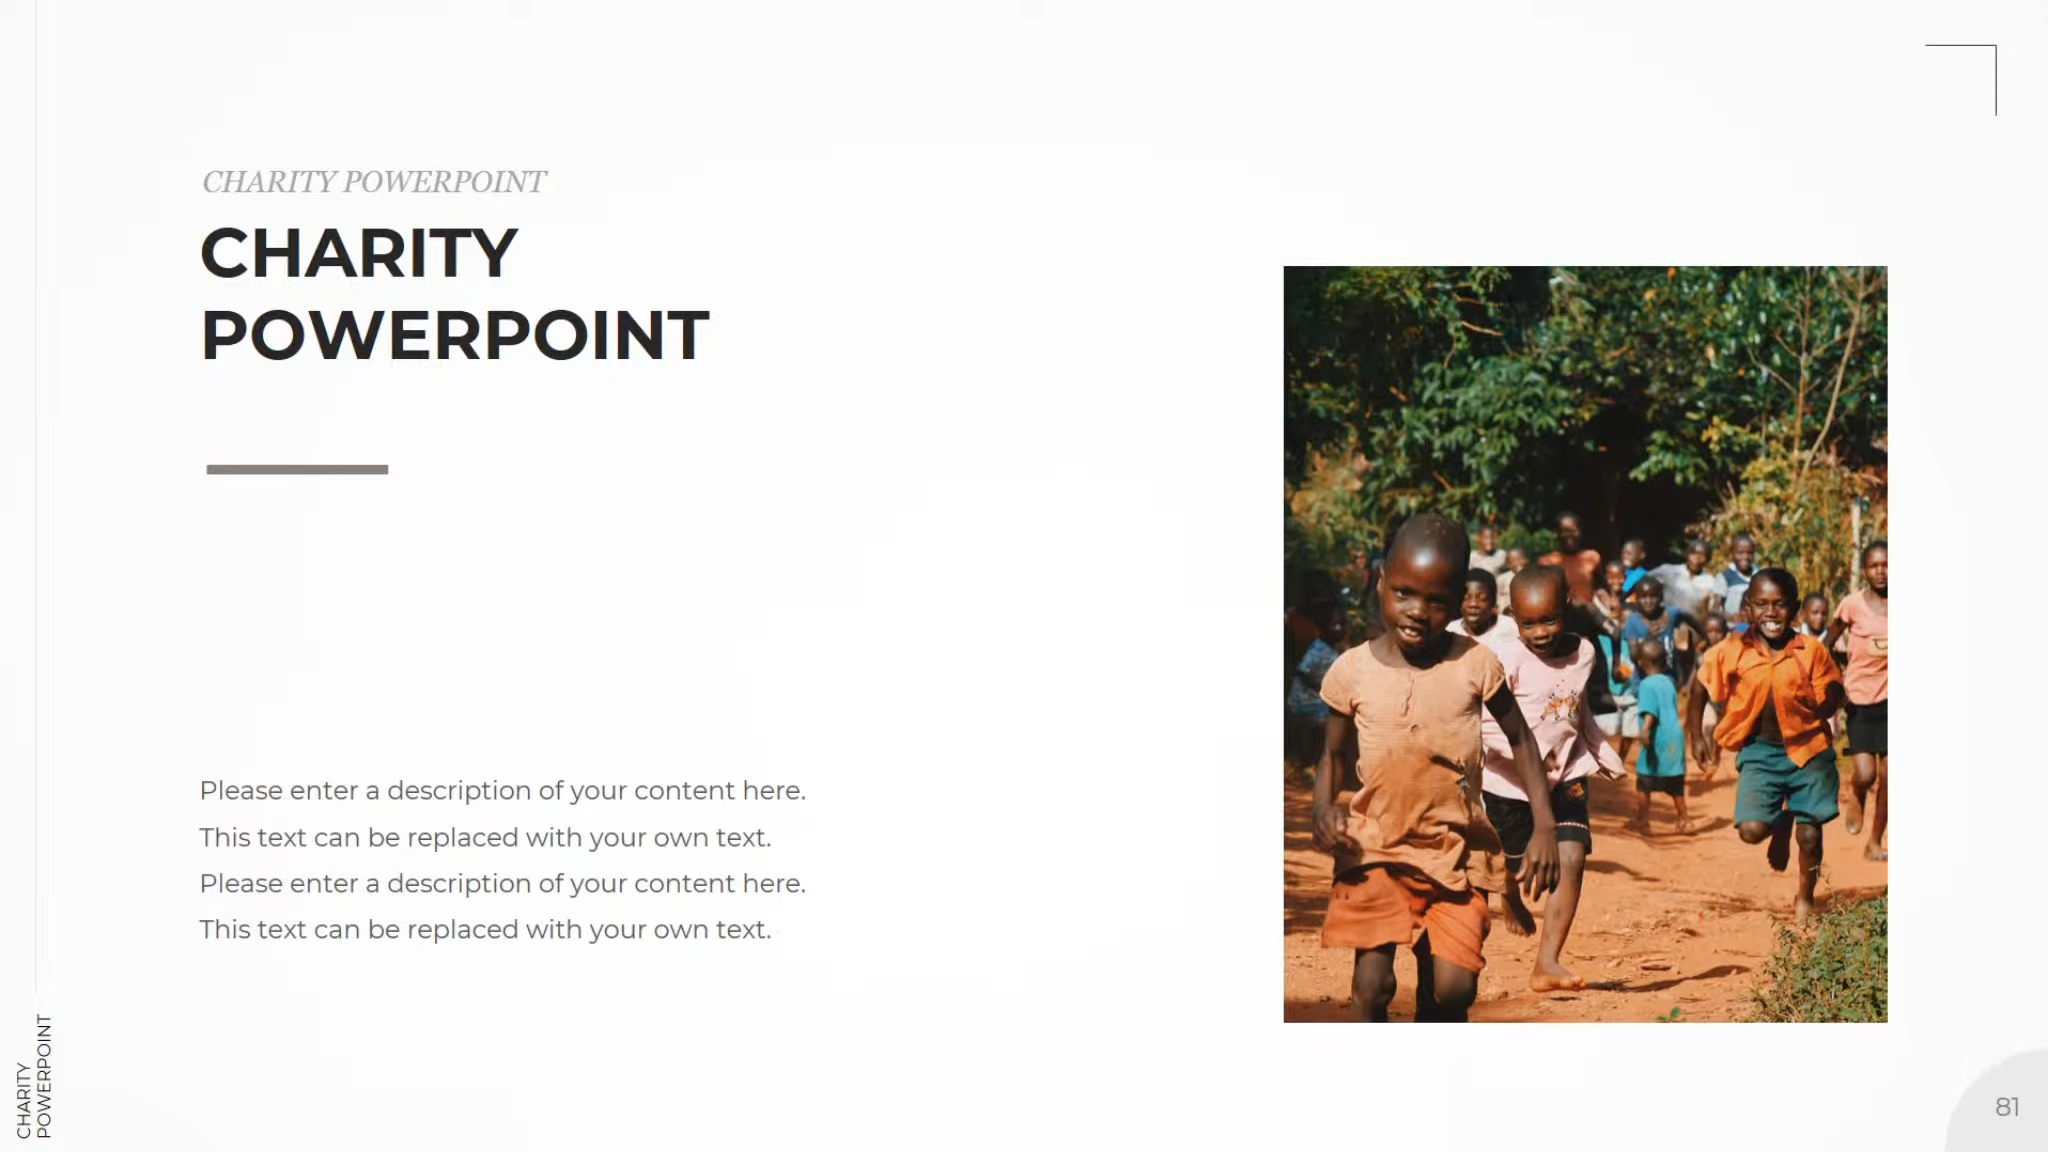 CHARITY POWERPOINT
CHARITY
POWERPOINT
Please enter a description of your content here.
This text can be replaced with your own text.
Please enter a description of your content here.
This text can be replaced with your own text.
CHARITY
POWERPOINT
81